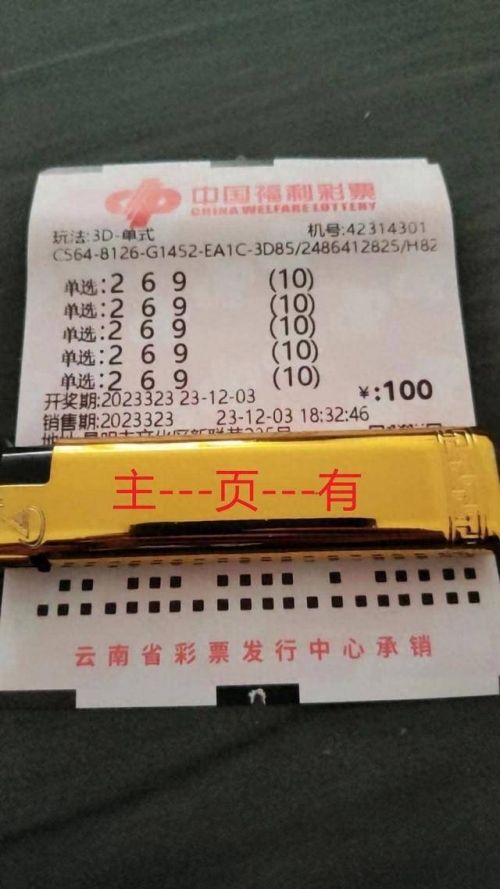 中国福利彩票
CHINA WELFARE LOTTERY
玩法:3D-单式 机号:42314301
C564-8126-G1452-EA1C-3D85/2486412825/H82
单选:2 6 9 (10)
单选:2 6 9 (10)
单选:2 6 9 (10)
单选:2 6 9 (10)
单选:2 6 9 (10)
开奖期:2023323 23-12-03 ¥:100
销售期:2023323 23-12-03 18:32:46
主---页---有
云南省彩票发行中心承销